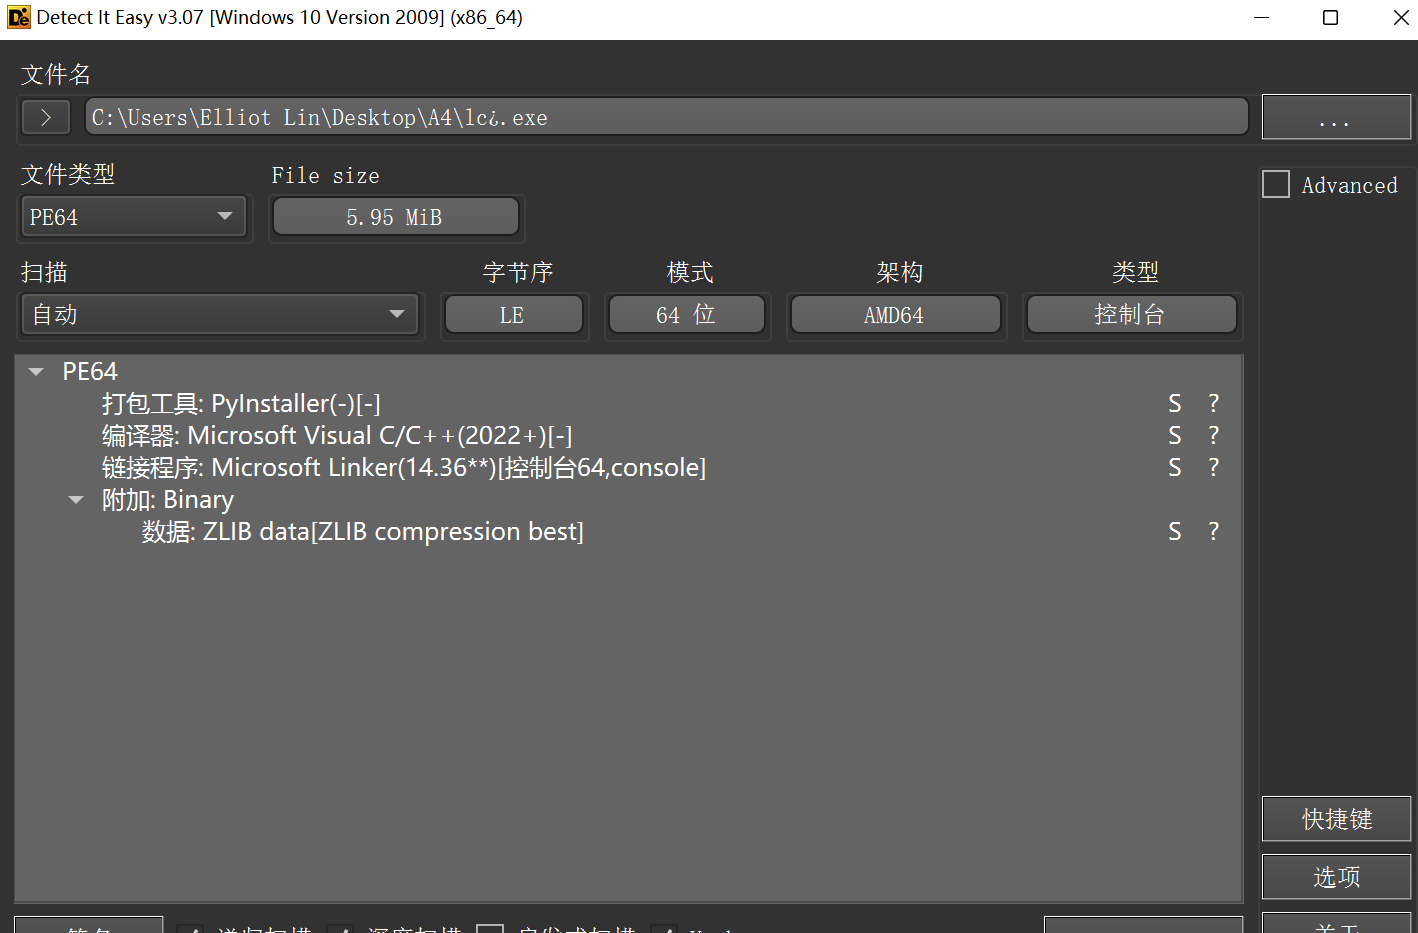 Detect It Easy v3.07 [Windows 10 Version 2009] (x86_64)
文件名
C:\Users\Elliot Lin\Desktop\A4\lc¿.exe
...
文件类型
File size
Advanced
PE64
5.95 MiB
扫描
字节序
模式
架构
类型
自动
LE
64 位
AMD64
控制台
PE64
打包工具: PyInstaller(-)[-]
S ?
编译器: Microsoft Visual C/C++(2022+)[-]
S ?
链接程序: Microsoft Linker(14.36**)[控制台64,console]
S ?
附加: Binary
数据: ZLIB data[ZLIB compression best]
S ?
快捷键
选项